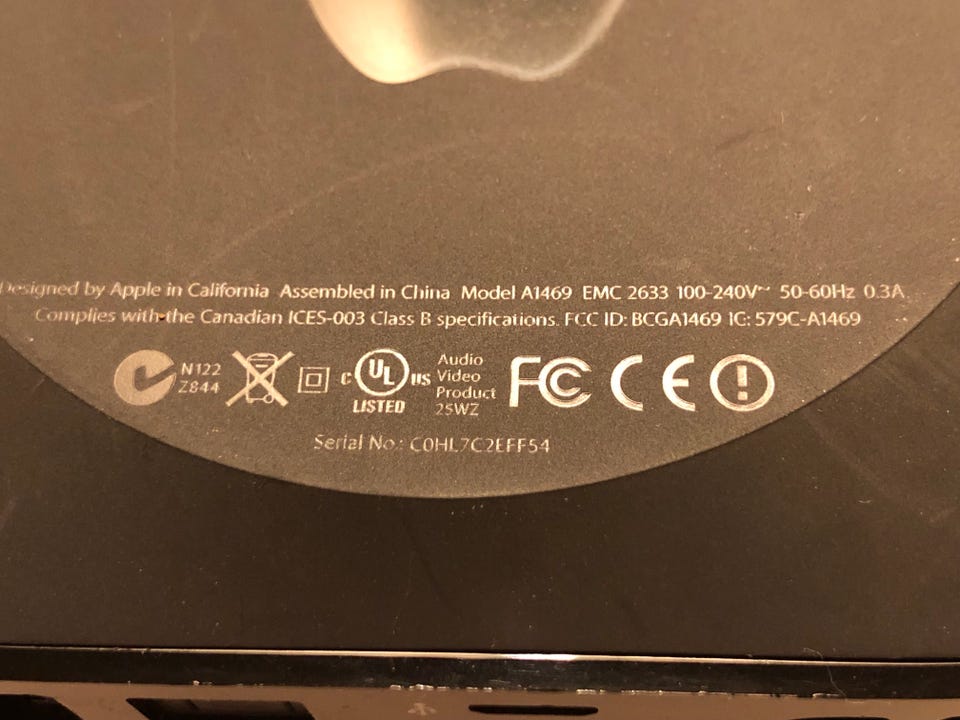 Designed by Apple in California Assembled in China Model A1469 EMC 2633 100-240V~ 50-60Hz 0.3A
Complies with the Canadian ICES-003 Class B specifications. FCC ID: BCGA1469 IC: 579C-A1469
N122
Z844
c UL us
LISTED
Audio
Video
Product
25WZ
FC CE
Serial No.: C0HL7C2EFF54